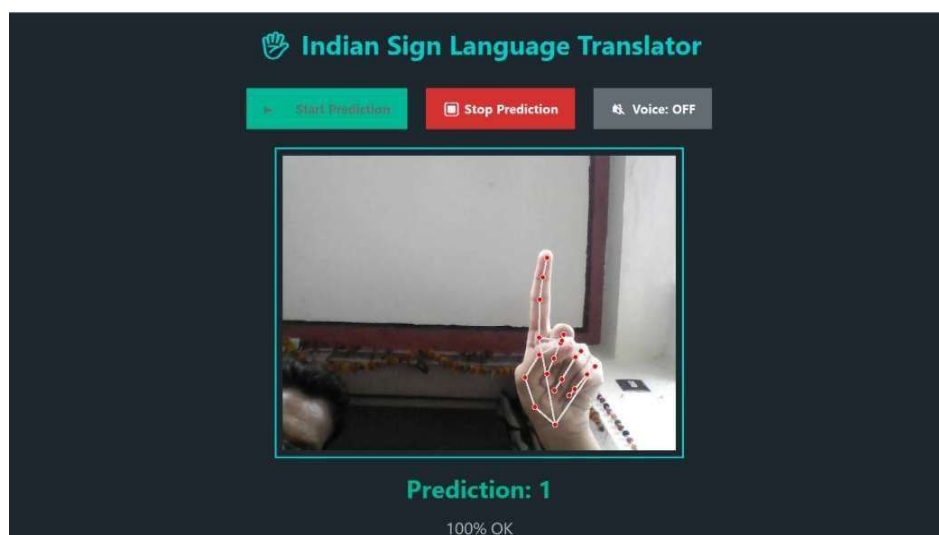 Indian Sign Language Translator
Start Prediction
Stop Prediction
Voice: OFF
Prediction: 1
100% OK